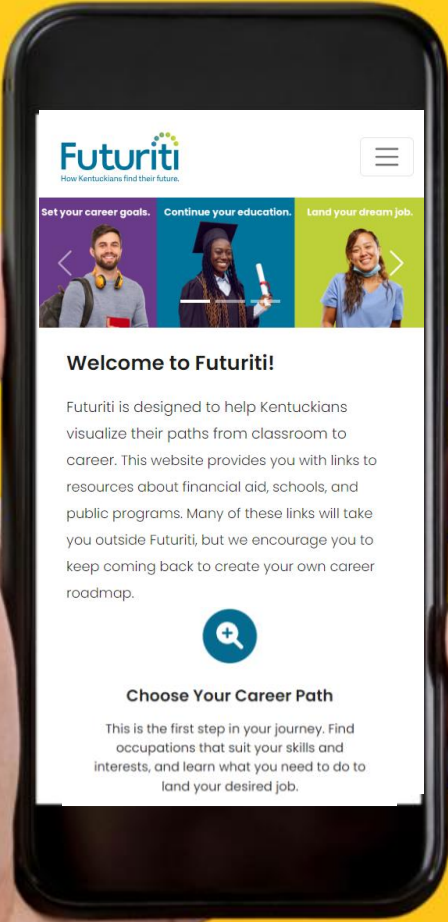 Futuriti
How Kentuckians find their future.
Set your career goals.
Continue your education.
Land your dream job.
Welcome to Futuriti!
Futuriti is designed to help Kentuckians
visualize their paths from classroom to
career. This website provides you with links to
resources about financial aid, schools, and
public programs. Many of these links will take
you outside Futuriti, but we encourage you to
keep coming back to create your own career
roadmap.
Choose Your Career Path
This is the first step in your journey. Find
occupations that suit your skills and
interests, and learn what you need to do to
land your desired job.